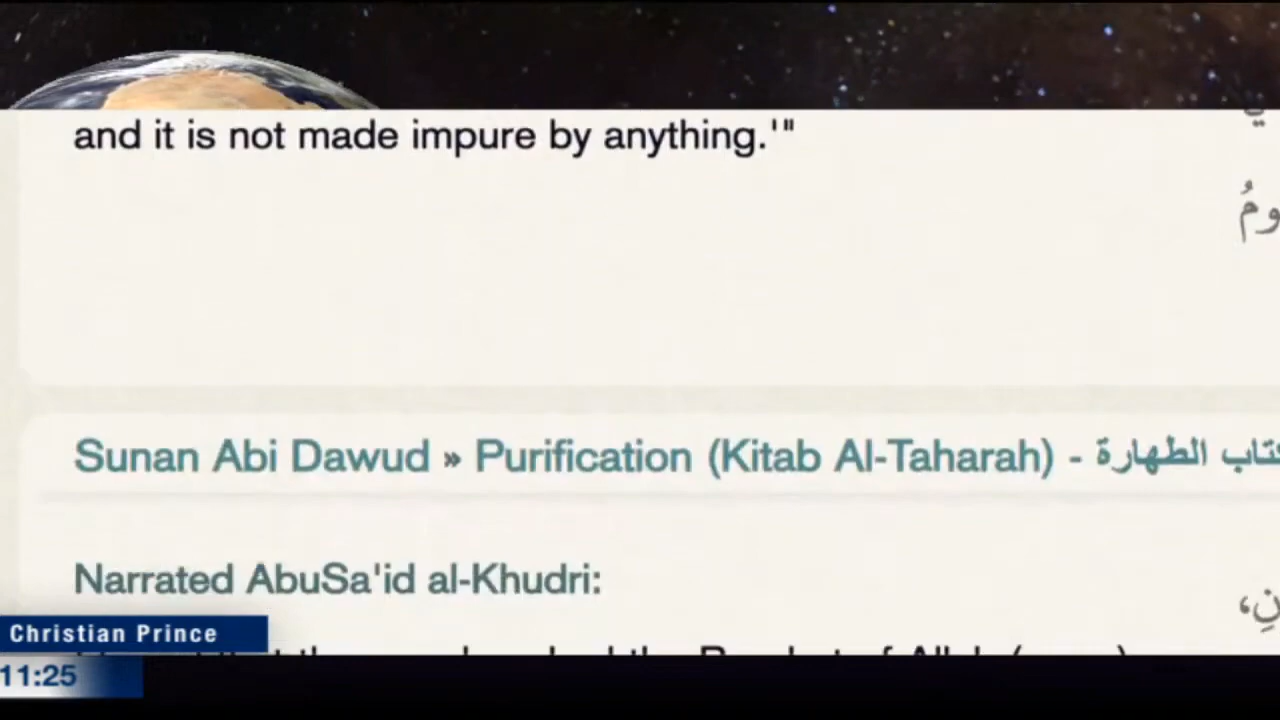 and it is not made impure by anything.'"
Sunan Abi Dawud » Purification (Kitab Al-Taharah) - كتاب الطهارة
Narrated AbuSa'id al-Khudri:
Christian Prince
11:25